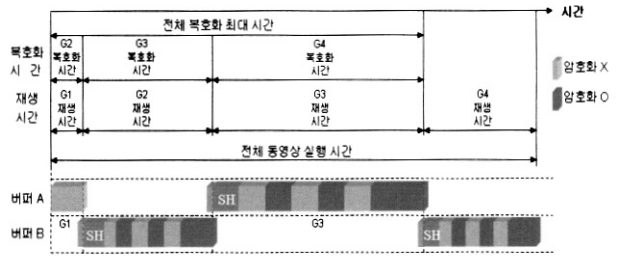 시간
전체 복호화 최대 시간
복호화 시 간
G2 복호화 시간
G3 복호화 시간
G4 복호화 시간
재생 시간
G1 재생 시간
G2 재생 시간
G3 재생 시간
G4 재생 시간
암호화 X
암호화 O
전체 동영상 실행 시간
버퍼 A
SH
버퍼 B
G1
SH
G3
SH